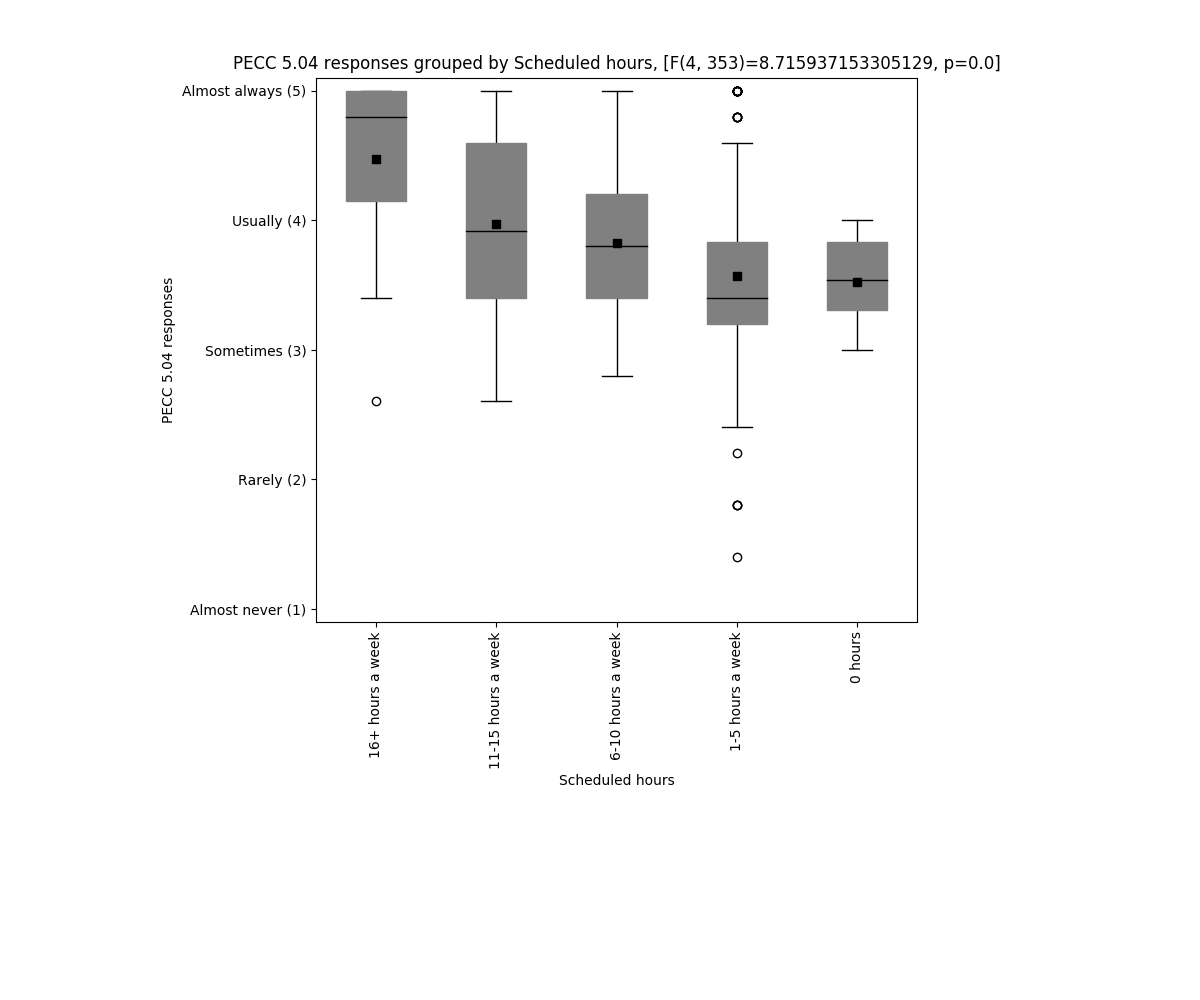 PECC 5.04 responses grouped by Scheduled hours, [F(4, 353)=8.715937153305129, p=0.0]
Almost always (5)
Usually (4)
Sometimes (3)
Rarely (2)
Almost never (1)
PECC 5.04 responses
16+ hours a week
11-15 hours a week
6-10 hours a week
1-5 hours a week
0 hours
Scheduled hours